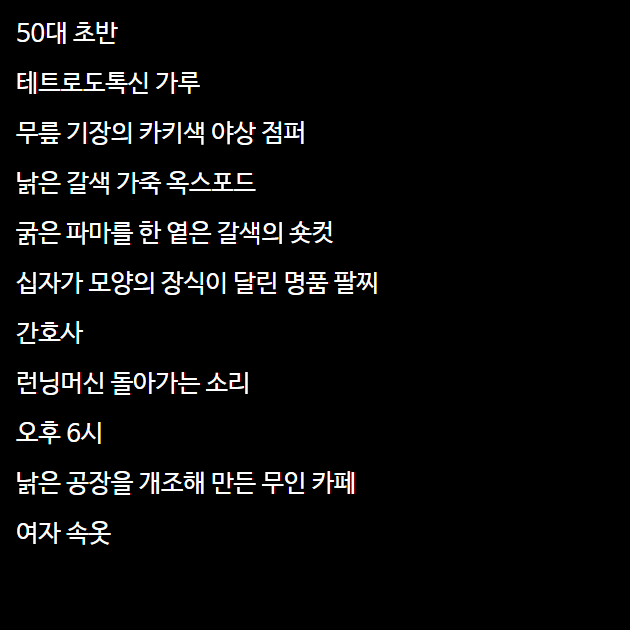 50대 초반
테트로도톡신 가루
무릎 기장의 카키색 야상 점퍼
낡은 갈색 가죽 옥스포드
굵은 파마를 한 옅은 갈색의 숏컷
십자가 모양의 장식이 달린 명품 팔찌
간호사
런닝머신 돌아가는 소리
오후 6시
낡은 공장을 개조해 만든 무인 카페
여자 속옷